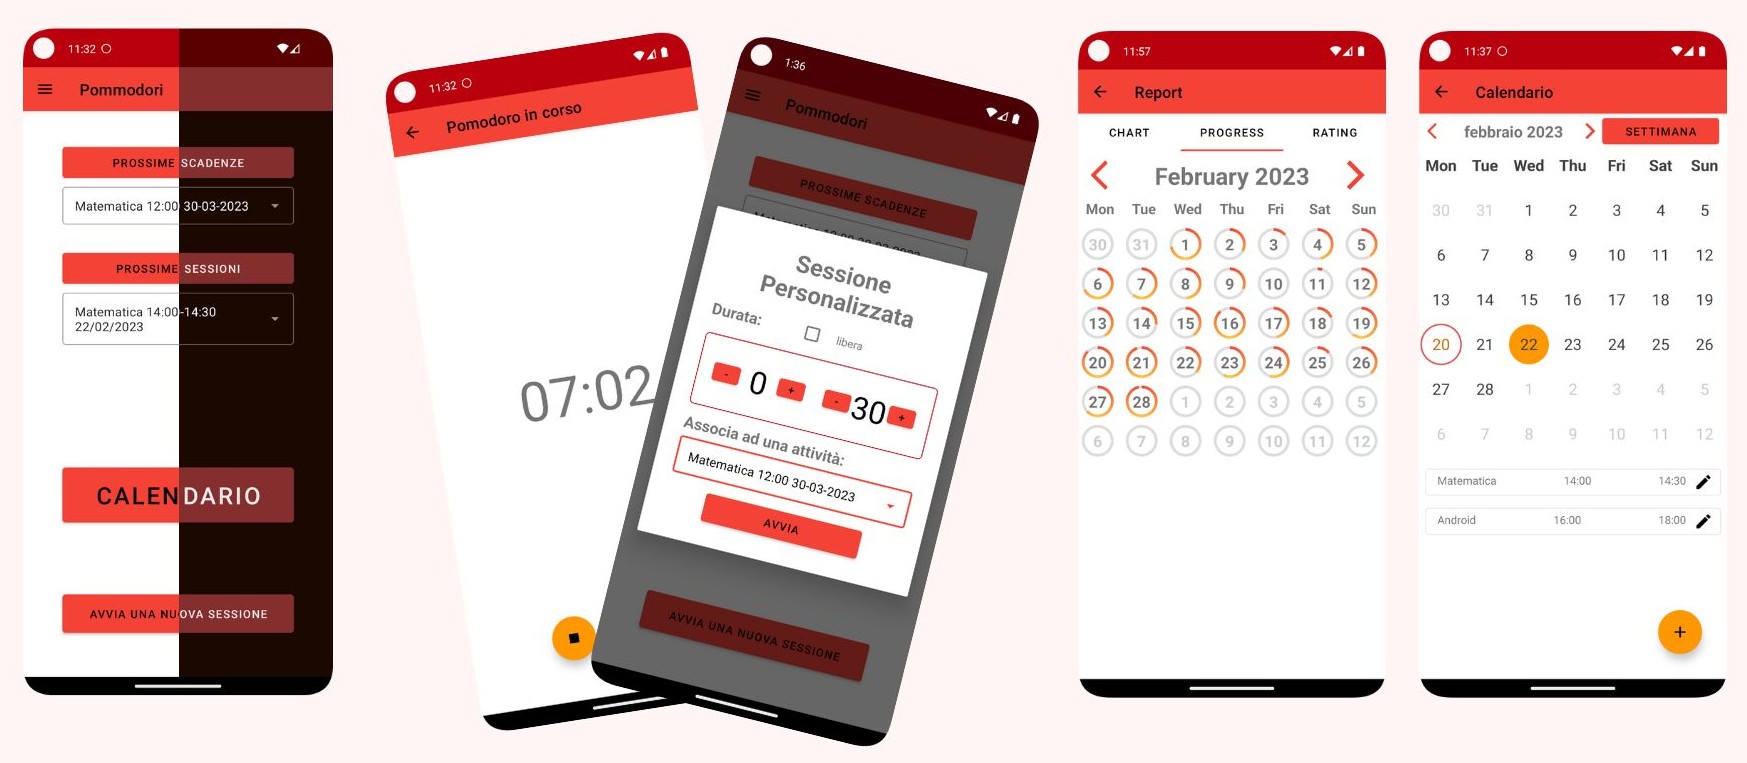 11:32
Pommodori
PROSSIME SCADENZE
Matematica 12:00 30-03-2023
PROSSIME SESSIONI
Matematica 14:00-14:30
22/02/2023
CALENDARIO
AVVIA UNA NUOVA SESSIONE
11:32
Pomodoro in corso
07:02
1:36
Pommodori
PROSSIME SCADENZE
Sessione
Personalizzata
Durata:
libera
- 0 + - 30 +
Associa ad una attività:
Matematica 12:00 30-03-2023
AVVIA
AVVIA UNA NUOVA SESSIONE
11:57
Report
CHART PROGRESS RATING
February 2023
Mon Tue Wed Thu Fri Sat Sun
30 31 1 2 3 4 5
6 7 8 9 10 11 12
13 14 15 16 17 18 19
20 21 22 23 24 25 26
27 28 1 2 3 4 5
6 7 8 9 10 11 12
11:37
Calendario
febbraio 2023 SETTIMANA
Mon Tue Wed Thu Fri Sat Sun
30 31 1 2 3 4 5
6 7 8 9 10 11 12
13 14 15 16 17 18 19
20 21 22 23 24 25 26
27 28 1 2 3 4 5
6 7 8 9 10 11 12
Matematica 14:00 14:30
Android 16:00 18:00
+